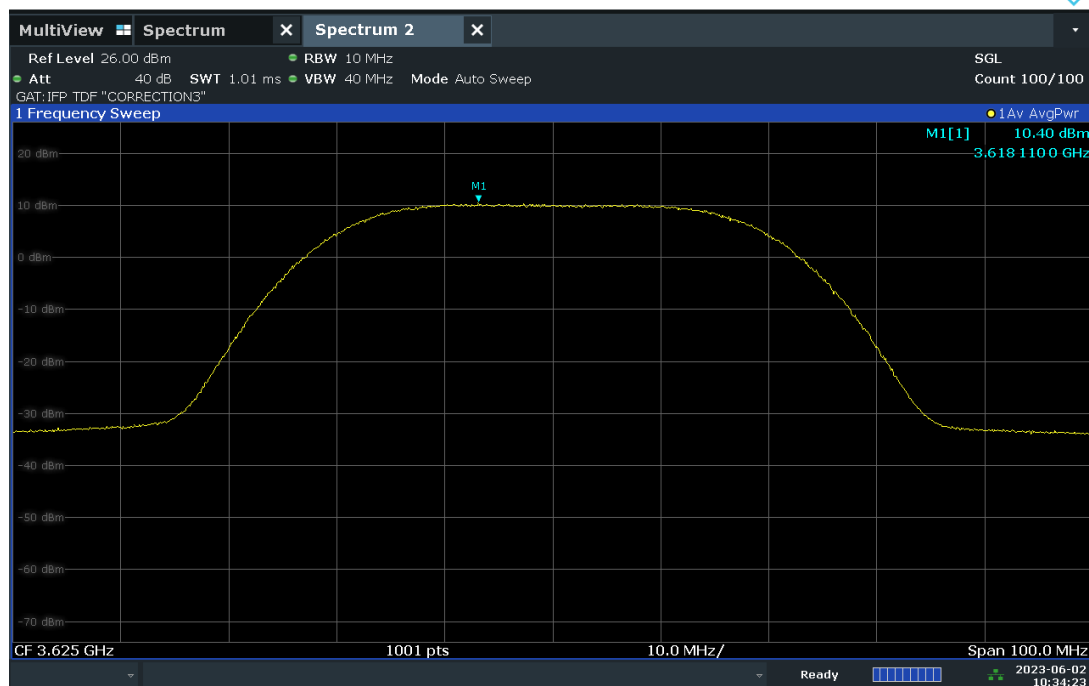 MultiView Spectrum X Spectrum 2 X
Ref Level 26.00 dBm RBW 10 MHz SGL
Att 40 dB SWT 1.01 ms VBW 40 MHz Mode Auto Sweep Count 100/100
GAT:IFP TDF "CORRECTION3"
1 Frequency Sweep 1Av AvgPwr
M1[1] 10.40 dBm
3.618 110 0 GHz
20 dBm
M1
10 dBm
0 dBm
-10 dBm
-20 dBm
-30 dBm
-40 dBm
-50 dBm
-60 dBm
-70 dBm
CF 3.625 GHz 1001 pts 10.0 MHz/ Span 100.0 MHz
Ready 2023-06-02
10:34:23